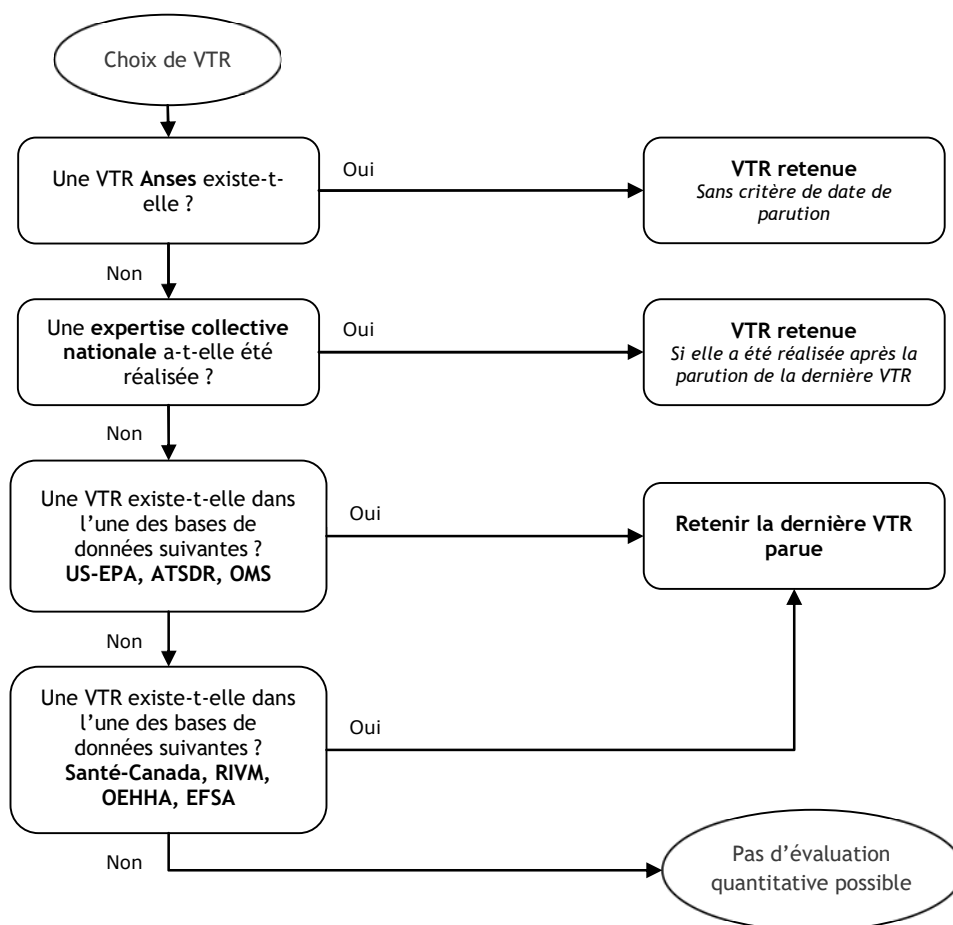 Choix de VTR
Une VTR Anses existe-t-
elle ?
Oui
VTR retenue
Sans critère de date de
parution
Non
Une expertise collective
nationale a-t-elle été
réalisée ?
Oui
VTR retenue
Si elle a été réalisée après la
parution de la dernière VTR
Non
Une VTR existe-t-elle dans
l’une des bases de
données suivantes ?
US-EPA, ATSDR, OMS
Oui
Retenir la dernière VTR
parue
Non
Une VTR existe-t-elle dans
l’une des bases de
données suivantes ?
Santé-Canada, RIVM,
OEHHA, EFSA
Oui
Non
Pas d’évaluation
quantitative possible